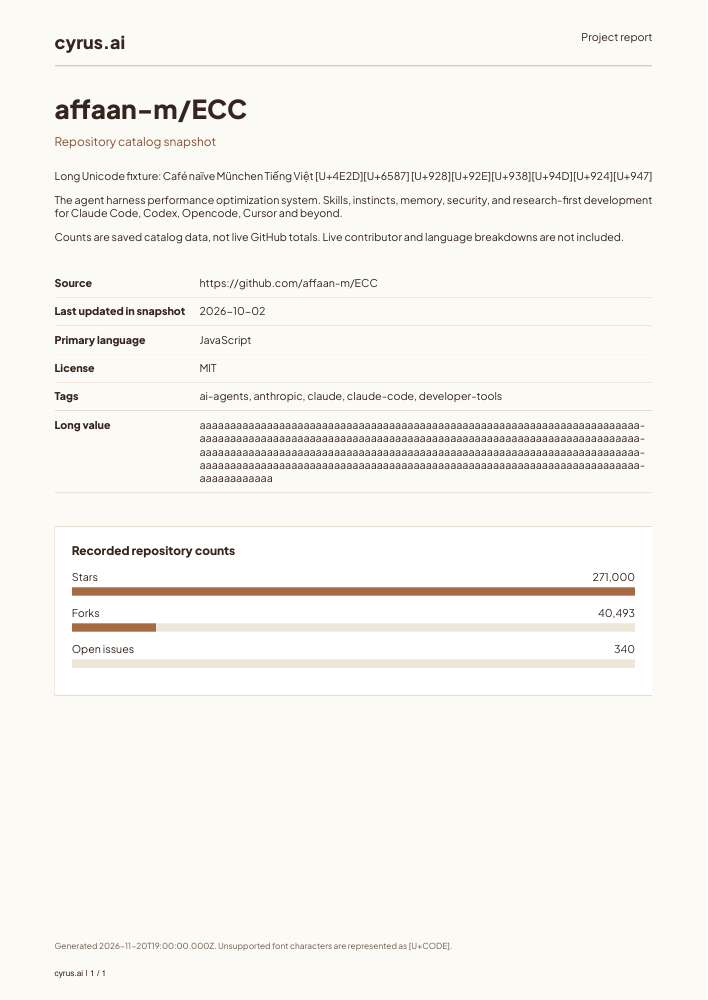 cyrus.ai
Project report
affaan-m/ECC
Repository catalog snapshot
Long Unicode fixture: Café naïve München Tiếng Việt [U+4E2D][U+6587] [U+928][U+92E][U+938][U+94D][U+924][U+947]
The agent harness performance optimization system. Skills, instincts, memory, security, and research-first development
for Claude Code, Codex, Opencode, Cursor and beyond.
Counts are saved catalog data, not live GitHub totals. Live contributor and language breakdowns are not included.
Source https://github.com/affaan-m/ECC
Last updated in snapshot 2026-10-02
Primary language JavaScript
License MIT
Tags ai-agents, anthropic, claude, claude-code, developer-tools
Long value aaaaaaaaaaaaaaaaaaaaaaaaaaaaaaaaaaaaaaaaaaaaaaaaaaaaaaaaaaaaaaaaaaaaaaaa-
aaaaaaaaaaaaaaaaaaaaaaaaaaaaaaaaaaaaaaaaaaaaaaaaaaaaaaaaaaaaaaaaaaaaaaaa-
aaaaaaaaaaaaaaaaaaaaaaaaaaaaaaaaaaaaaaaaaaaaaaaaaaaaaaaaaaaaaaaaaaaaaaaa-
aaaaaaaaaaaaaaaaaaaaaaaaaaaaaaaaaaaaaaaaaaaaaaaaaaaaaaaaaaaaaaaaaaaaaaaa-
aaaaaaaaaaaa
Recorded repository counts
Stars 271,000
Forks 40,493
Open issues 340
Generated 2026-11-20T19:00:00.000Z. Unsupported font characters are represented as [U+CODE].
cyrus.ai | 1 / 1